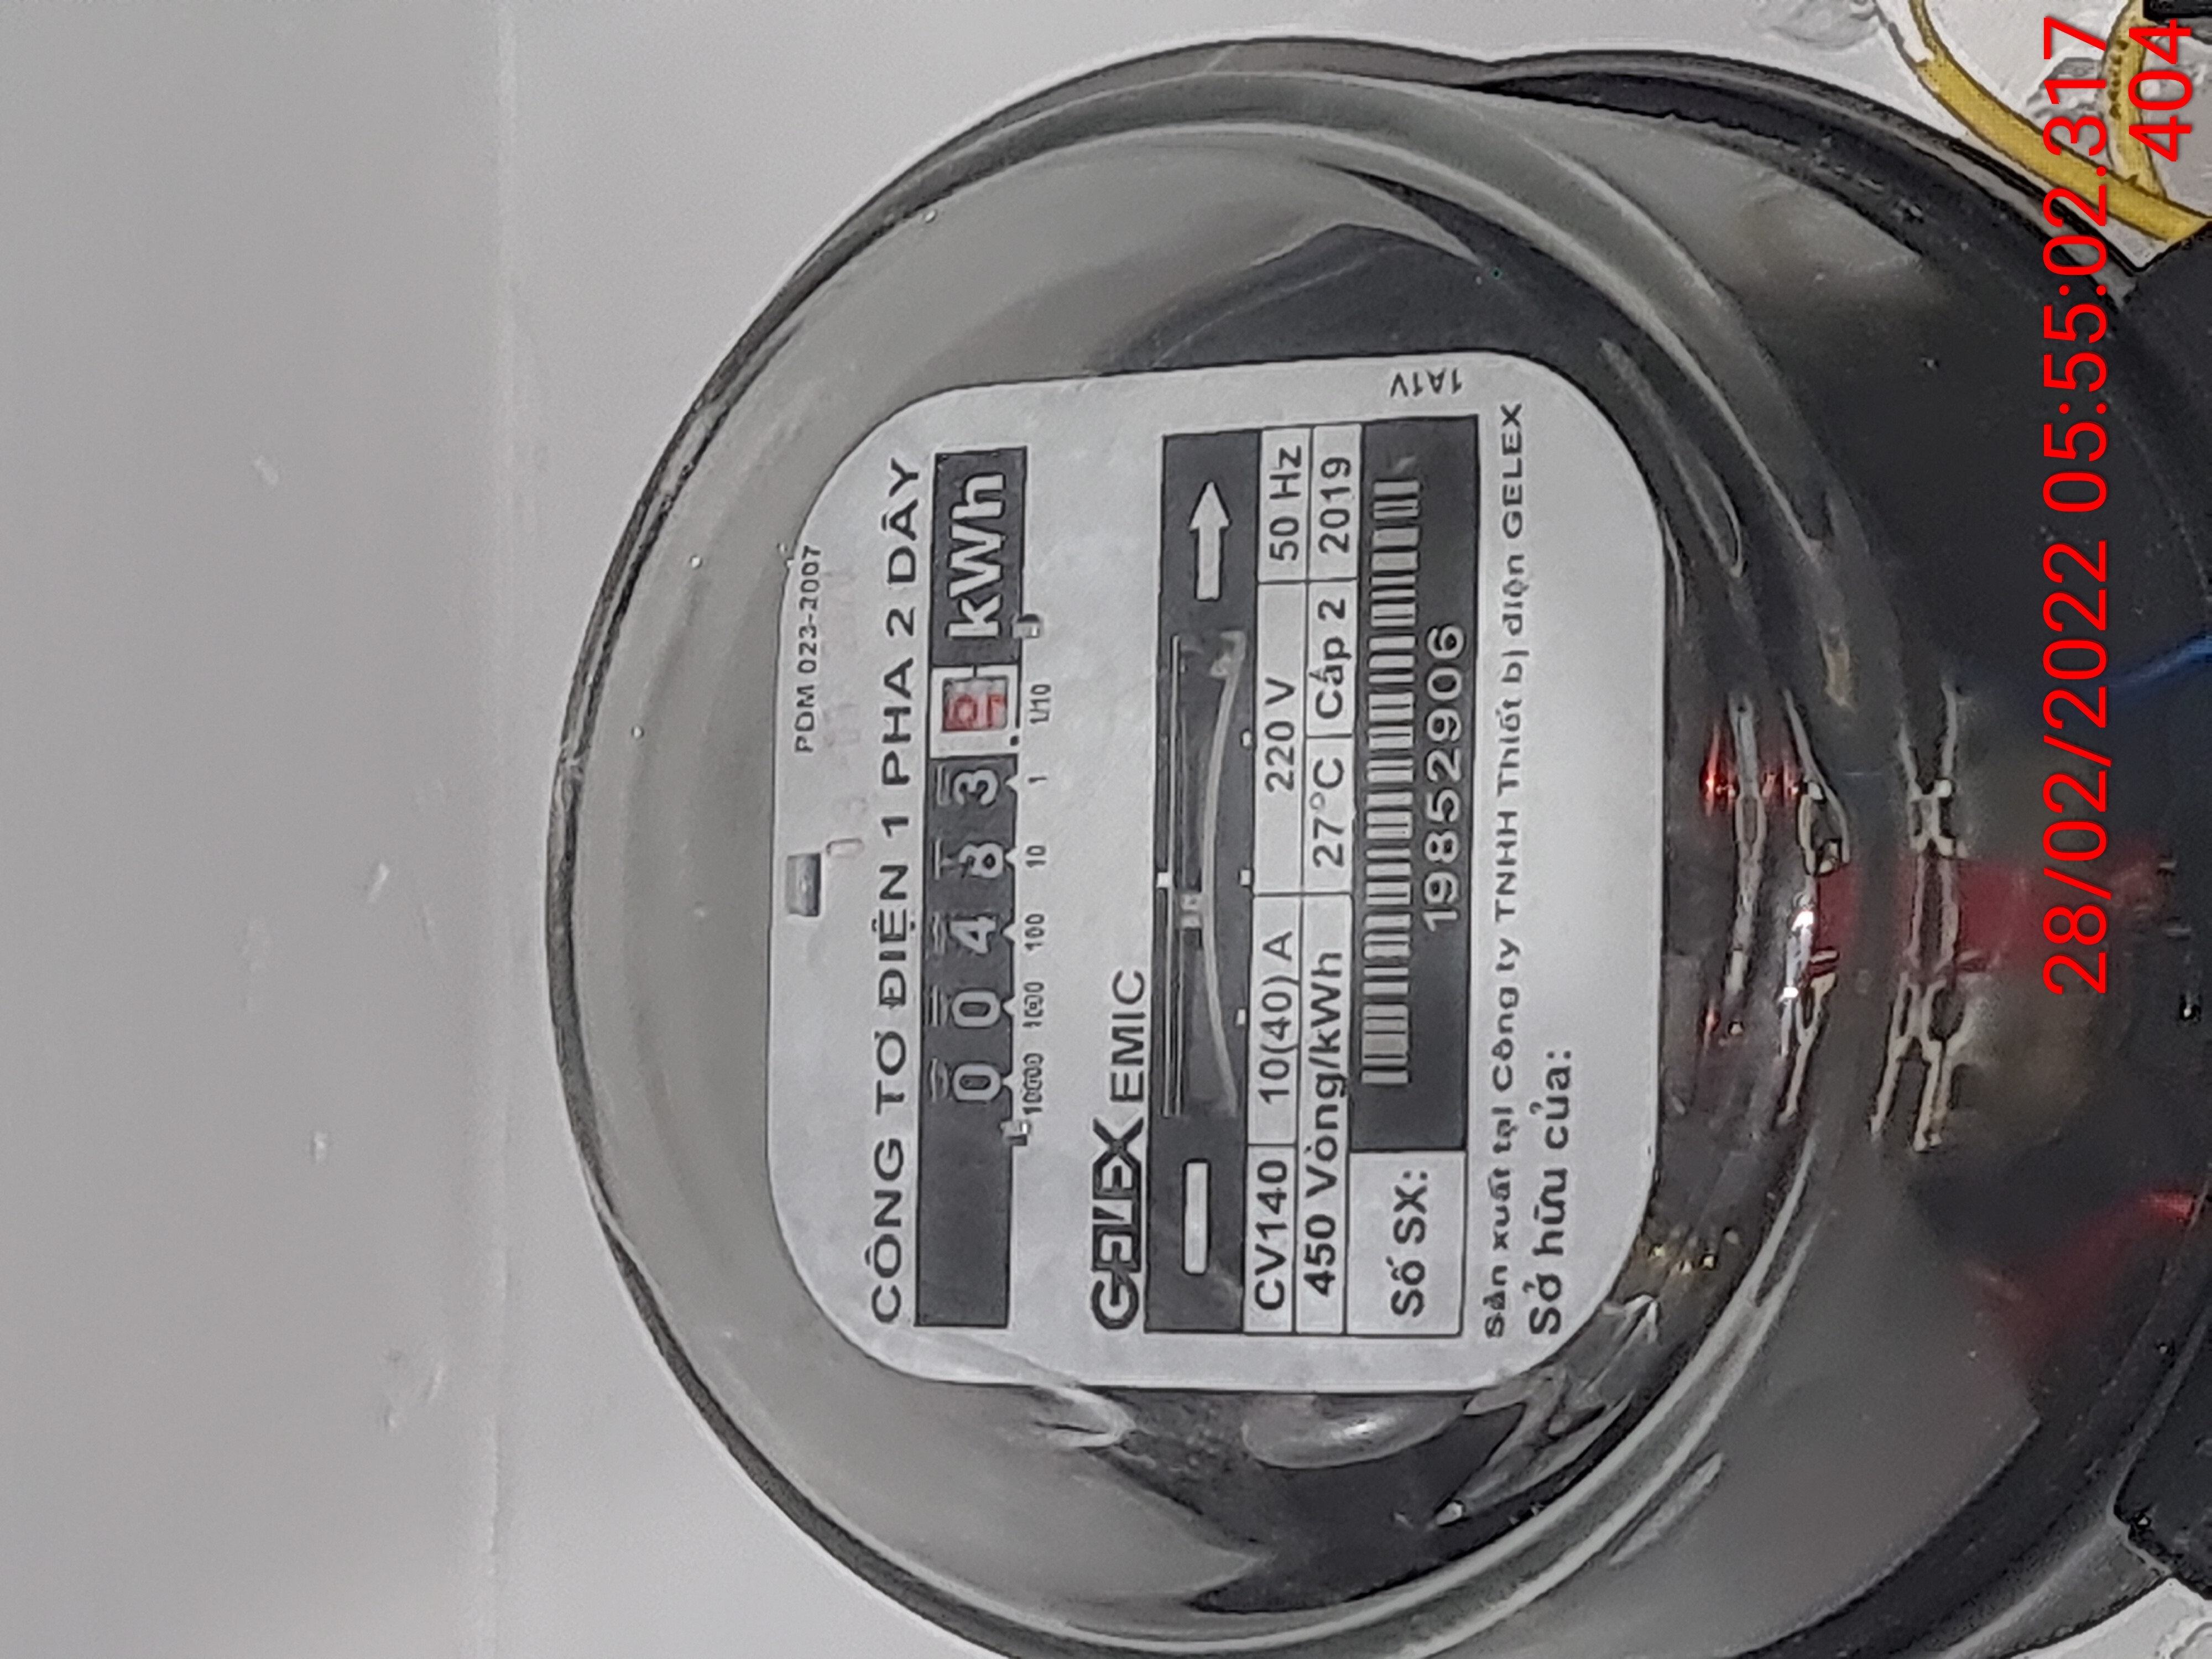 PDM 023-2007
CÔNG TƠ ĐIỆN 1 PHA 2 DÂY
0 0 4 8 3 kWh
10000 1000 100 10 1 1/10
GELEX EMIC
CV140 10(40) A 220 V 50 Hz
450 Vòng/kWh 27°C Cấp 2 2019
Số SX: 19852906
1A1V
Sản xuất tại Công ty TNHH Thiết bị điện GELEX
Sở hữu của:
28/02/2022 05:55:02.317
404